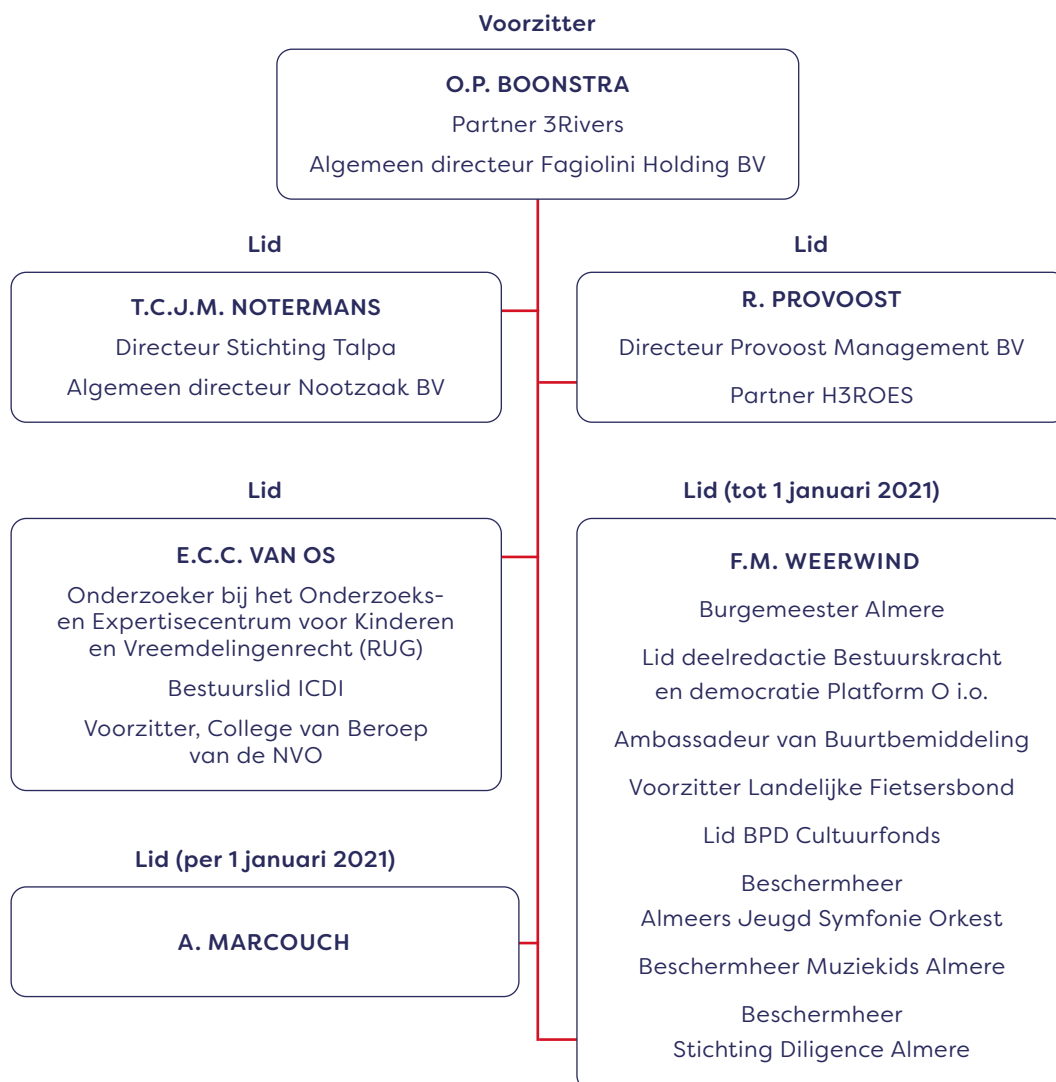 Voorzitter
O.P. BOONSTRA
Partner 3Rivers
Algemeen directeur Fagiolini Holding BV
Lid
T.C.J.M. NOTERMANS
Directeur Stichting Talpa
Algemeen directeur Nootzaak BV
Lid
R. PROVOOST
Directeur Provoost Management BV
Partner H3ROES
Lid
E.C.C. VAN OS
Onderzoeker bij het Onderzoeks-
en Expertisecentrum voor Kinderen
en Vreemdelingenrecht (RUG)
Bestuurslid ICDI
Voorzitter, College van Beroep
van de NVO
Lid (tot 1 januari 2021)
F.M. WEERWIND
Burgemeester Almere
Lid deelredactie Bestuurskracht
en democratie Platform O i.o.
Ambassadeur van Buurtbemiddeling
Voorzitter Landelijke Fietsersbond
Lid BPD Cultuurfonds
Beschermheer
Almeers Jeugd Symfonie Orkest
Beschermheer Muziekids Almere
Beschermheer
Stichting Diligence Almere
Lid (per 1 januari 2021)
A. MARCOUCH